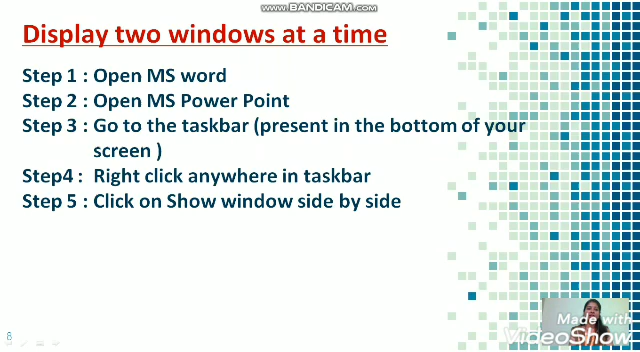 WWW.BANDICAM.COM
Display two windows at a time
Step 1 : Open MS word
Step 2 : Open MS Power Point
Step 3 : Go to the taskbar (present in the bottom of your
screen )
Step4 : Right click anywhere in taskbar
Step 5 : Click on Show window side by side
Made with
VideoShow
8